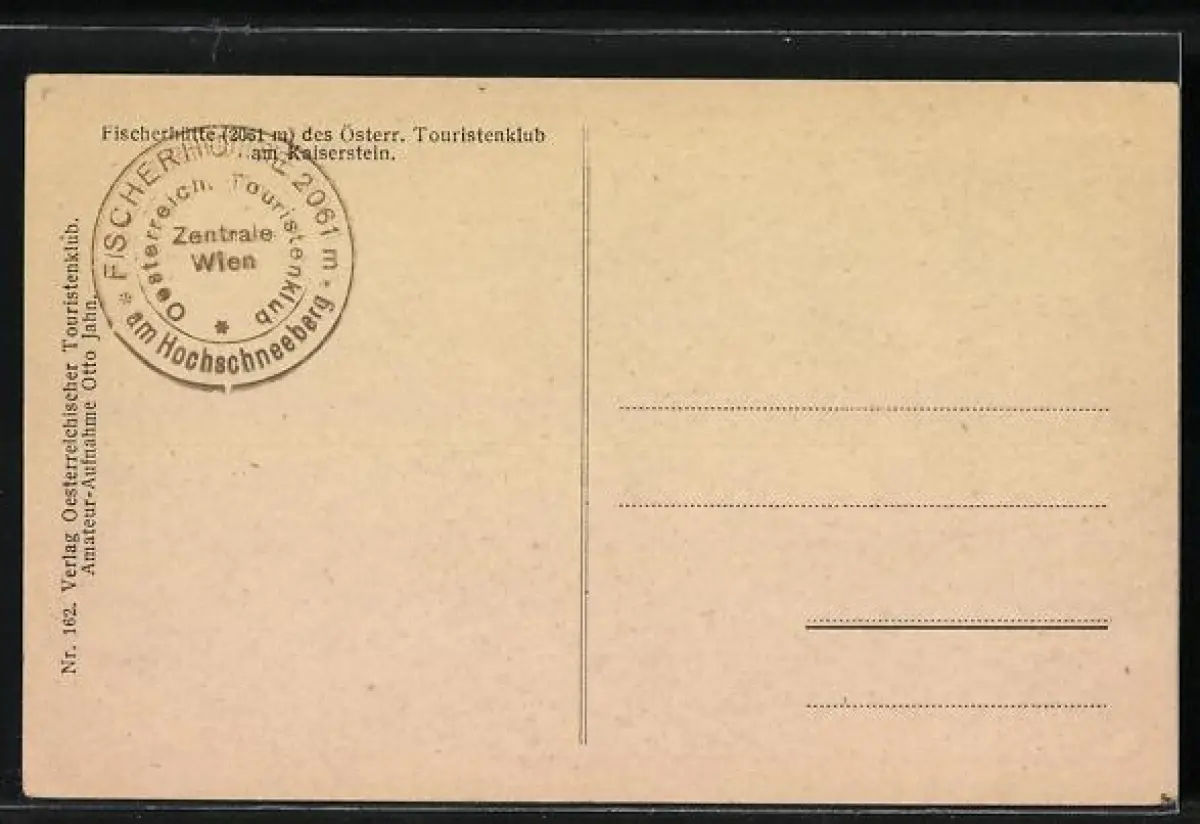 Fischerhütte (2061 m) des Österr. Touristenklub
am Kaiserstein.
* FISCHERHÜTTE 2061 m *
am Hochschneeberg
Oesterreich. Touristenklub
Zentrale
Wien
*
Nr. 162. Verlag Oesterreichischer Touristenklub.
Amateur-Aufnahme Otto Jahn.